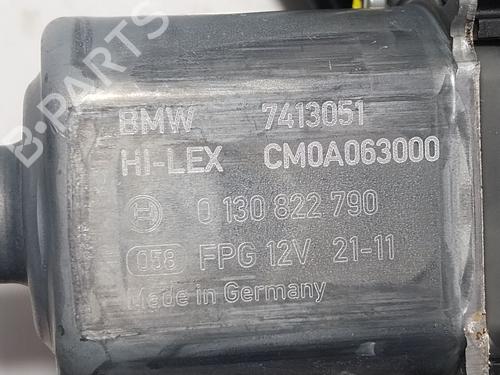 BMW 7413051
HI-LEX CM0A063000
0 130 822 790
058 FPG 12V 21-11
Made in Germany
B-PARTS